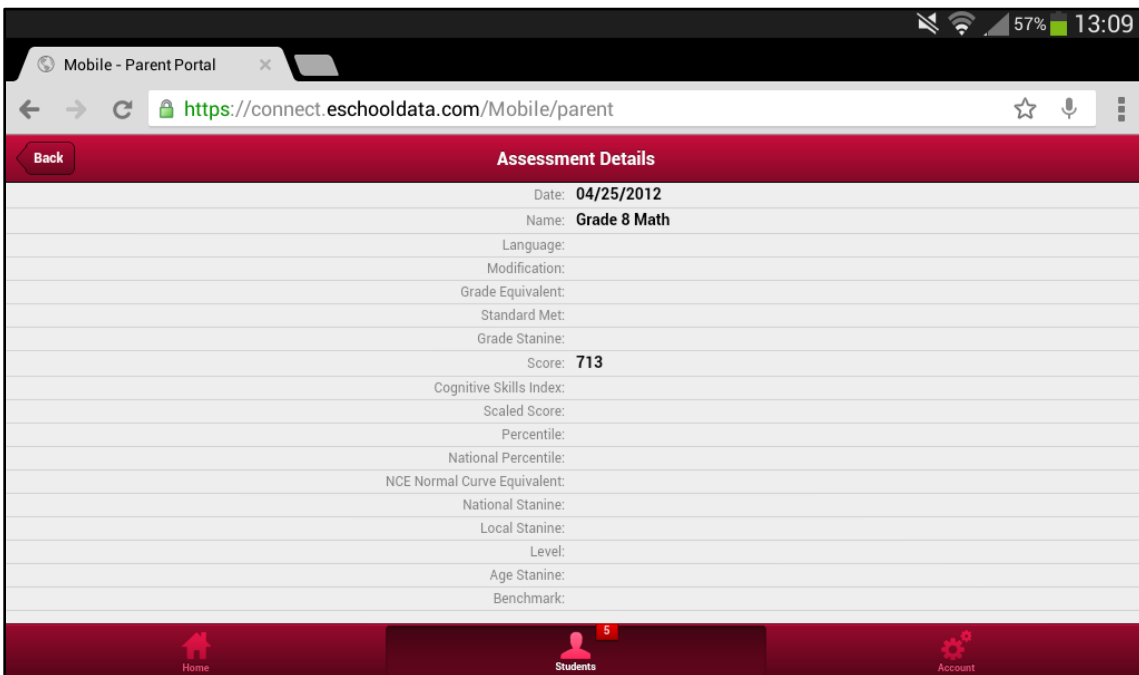 57% 13:09
Mobile - Parent Portal
https://connect.eschooldata.com/Mobile/parent
Back Assessment Details
Date: 04/25/2012
Name: Grade 8 Math
Language:
Modification:
Grade Equivalent:
Standard Met:
Grade Stanine:
Score: 713
Cognitive Skills Index:
Scaled Score:
Percentile:
National Percentile:
NCE Normal Curve Equivalent:
National Stanine:
Local Stanine:
Level:
Age Stanine:
Benchmark:
5
Home Students Account